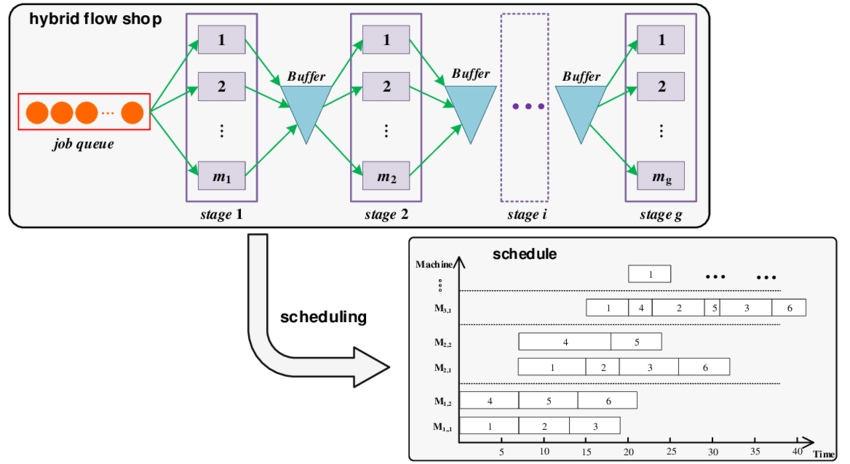 hybrid flow shop
1 1 1
Buffer Buffer Buffer
2 2 2
job queue
m1 m2 mg
stage 1 stage 2 stage i stage g
scheduling
schedule
Machine
1
M3,1 1 4 2 5 3 6
M2,2 4 5
M2,1 1 2 3 6
M1,2 4 5 6
M1,1 1 2 3
5 10 15 20 25 30 35 40 Time